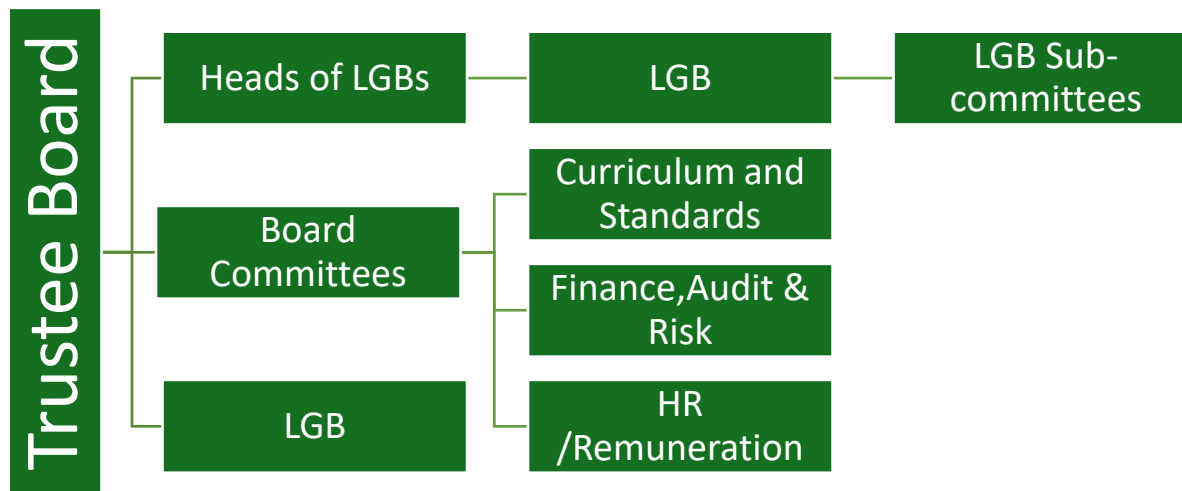 Trustee Board
Heads of LGBs
LGB
LGB Sub-
committees
Board
Committees
Curriculum and
Standards
Finance,Audit &
Risk
HR
/Remuneration
LGB